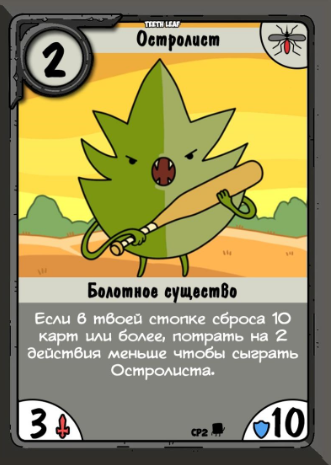 TEETH LEAF
2
Остролист
Болотное существо
Если в твоей стопке сброса 10
карт или более, потрать на 2
действия меньше чтобы сыграть
Остролиста.
3
CP2
10